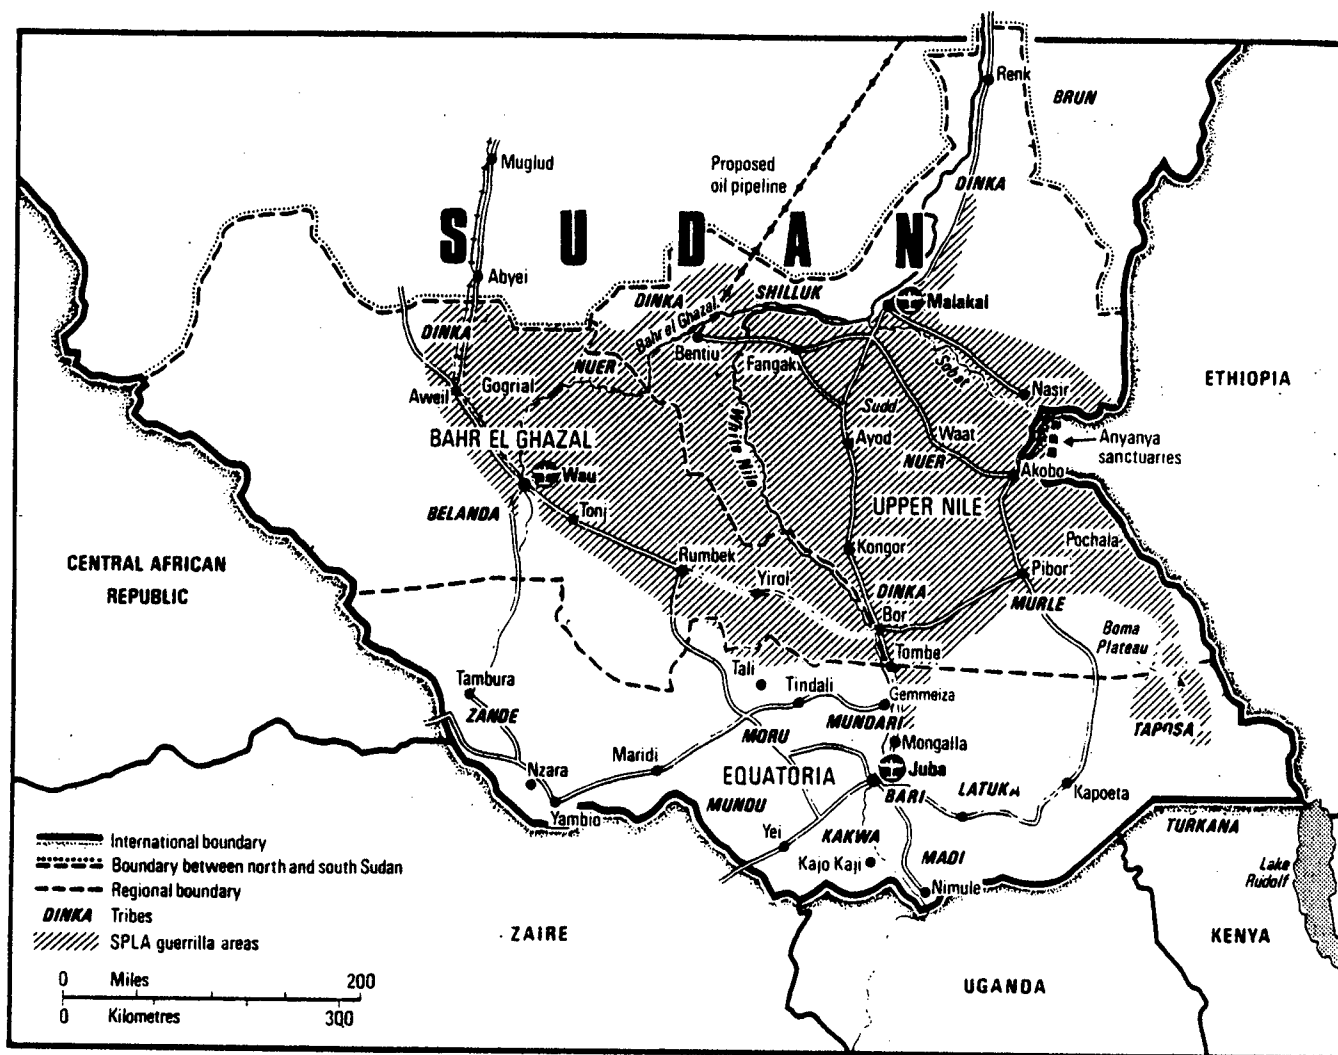 Renk
BRUN
Muglud
Proposed
oil pipeline
DINKA
SUDAN
Abyei
DINKA
SHILLUK
Malakal
DINKA
Bahr el Ghazal
Bentiu
Fangak
Sobat
NUER
Gogrial
Nasir
ETHIOPIA
Aweil
Sudd
White Nile
BAHR EL GHAZAL
Ayod
Waat
Anyanya
sanctuarres
NUER
Akobo
Wau
BELANDA
Tonj
UPPER NILE
Pochala
Kongor
CENTRAL AFRICAN
REPUBLIC
Rumbek
Yirol
Pibor
DINKA
MURLE
Bor
Boma
Plateau
Tombe
Tali
Tambura
Tindali
Gemmeiza
ZANDE
MUNDARI
TAPOSA
MORU
Mongalla
Maridi
Juba
EQUATORIA
Nzara
BARI
LATUKA
Kapoeta
MUNDU
Yambio
Yei
KAKWA
TURKANA
Kajo Kaji
MADI
Nimule
Lake
Rudolf
International boundary
Boundary between north and south Sudan
Regional boundary
DINKA Tribes
SPLA guerrilla areas
ZAIRE
KENYA
UGANDA
0 Miles 200
0 Kilometres 300